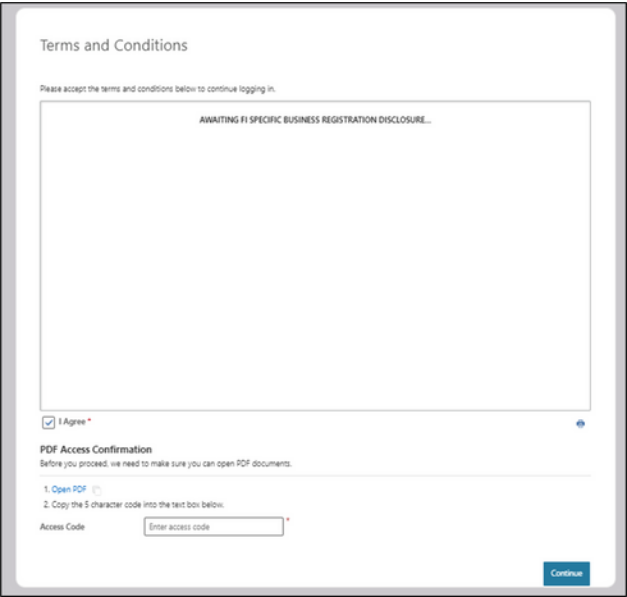 Terms and Conditions
Please accept the terms and conditions below to continue logging in.
AWAITING FI SPECIFIC BUSINESS REGISTRATION DISCLOSURE...
I Agree *
PDF Access Confirmation
Before you proceed, we need to make sure you can open PDF documents.
1. Open PDF
2. Copy the 5 character code into the text box below.
Access Code Enter access code *
Continue